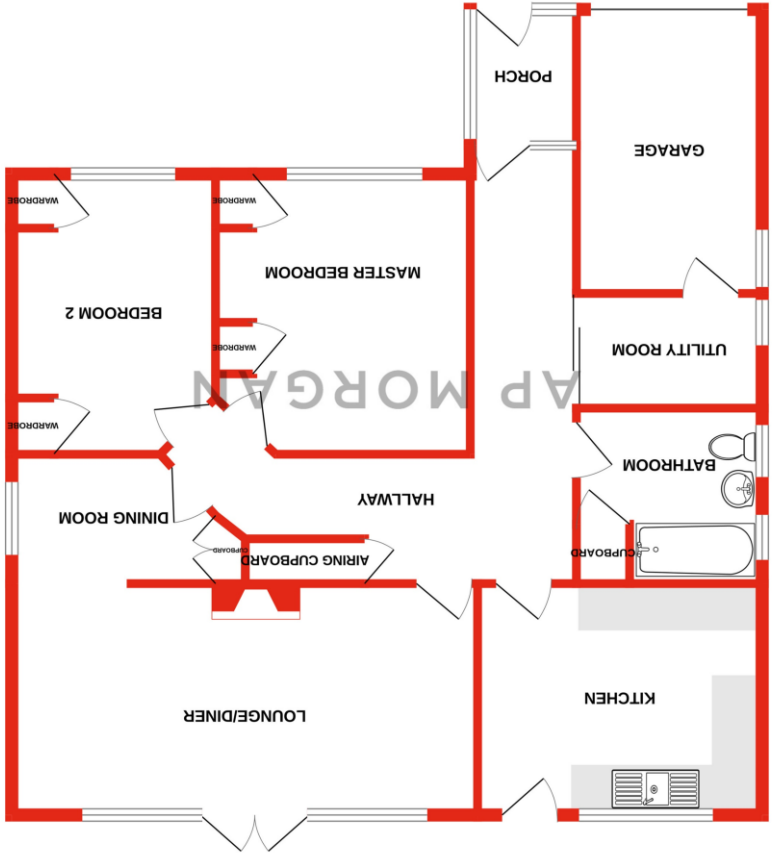 LOUNGE/DINER
KITCHEN
AIRING CUPBOARD
CUPBOARD
CUPBOARD
DINING ROOM
HALLWAY
BATHROOM
WARDROBE
AP MORGAN
UTILITY ROOM
WARDROBE
BEDROOM 2
MASTER BEDROOM
WARDROBE
WARDROBE
GARAGE
PORCH